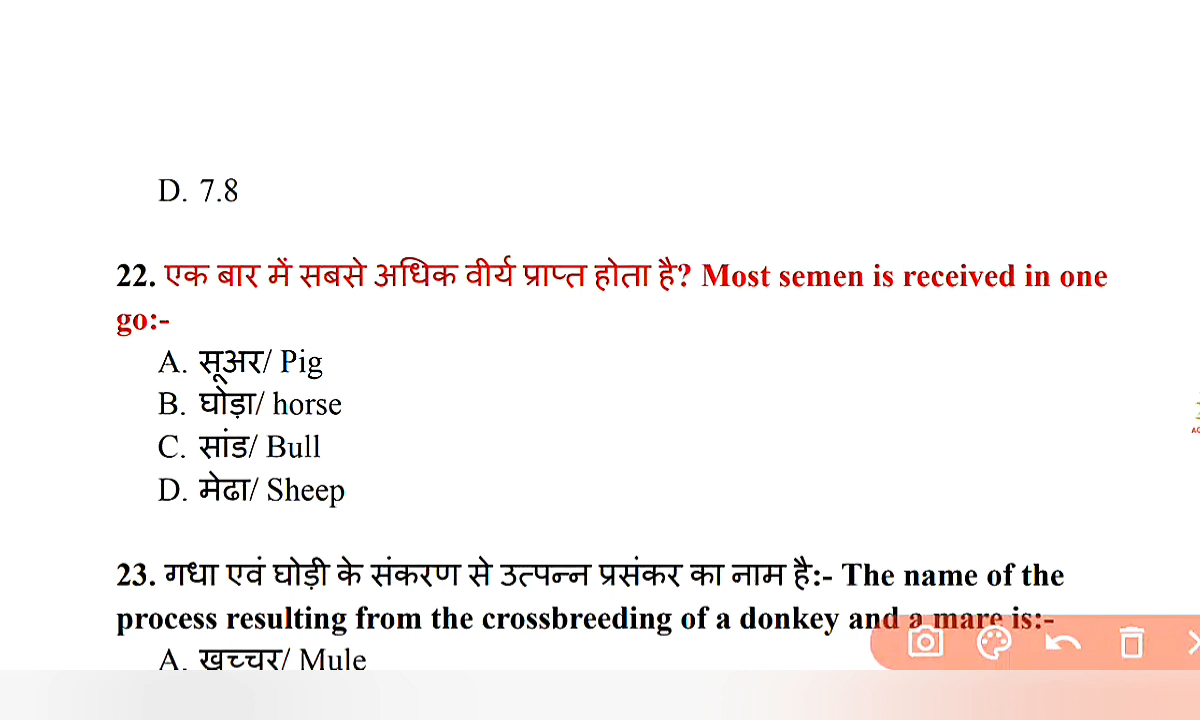 D. 7.8
22. एक बार में सबसे अधिक वीर्य प्राप्त होता है? Most semen is received in one
go:-
A. सूअर/ Pig
B. घोड़ा/ horse
C. सांड/ Bull
D. मेढा/ Sheep
23. गधा एवं घोड़ी के संकरण से उत्पन्न प्रसंकर का नाम है:- The name of the
process resulting from the crossbreeding of a donkey and a mare is:-
A. खच्चर/ Mule